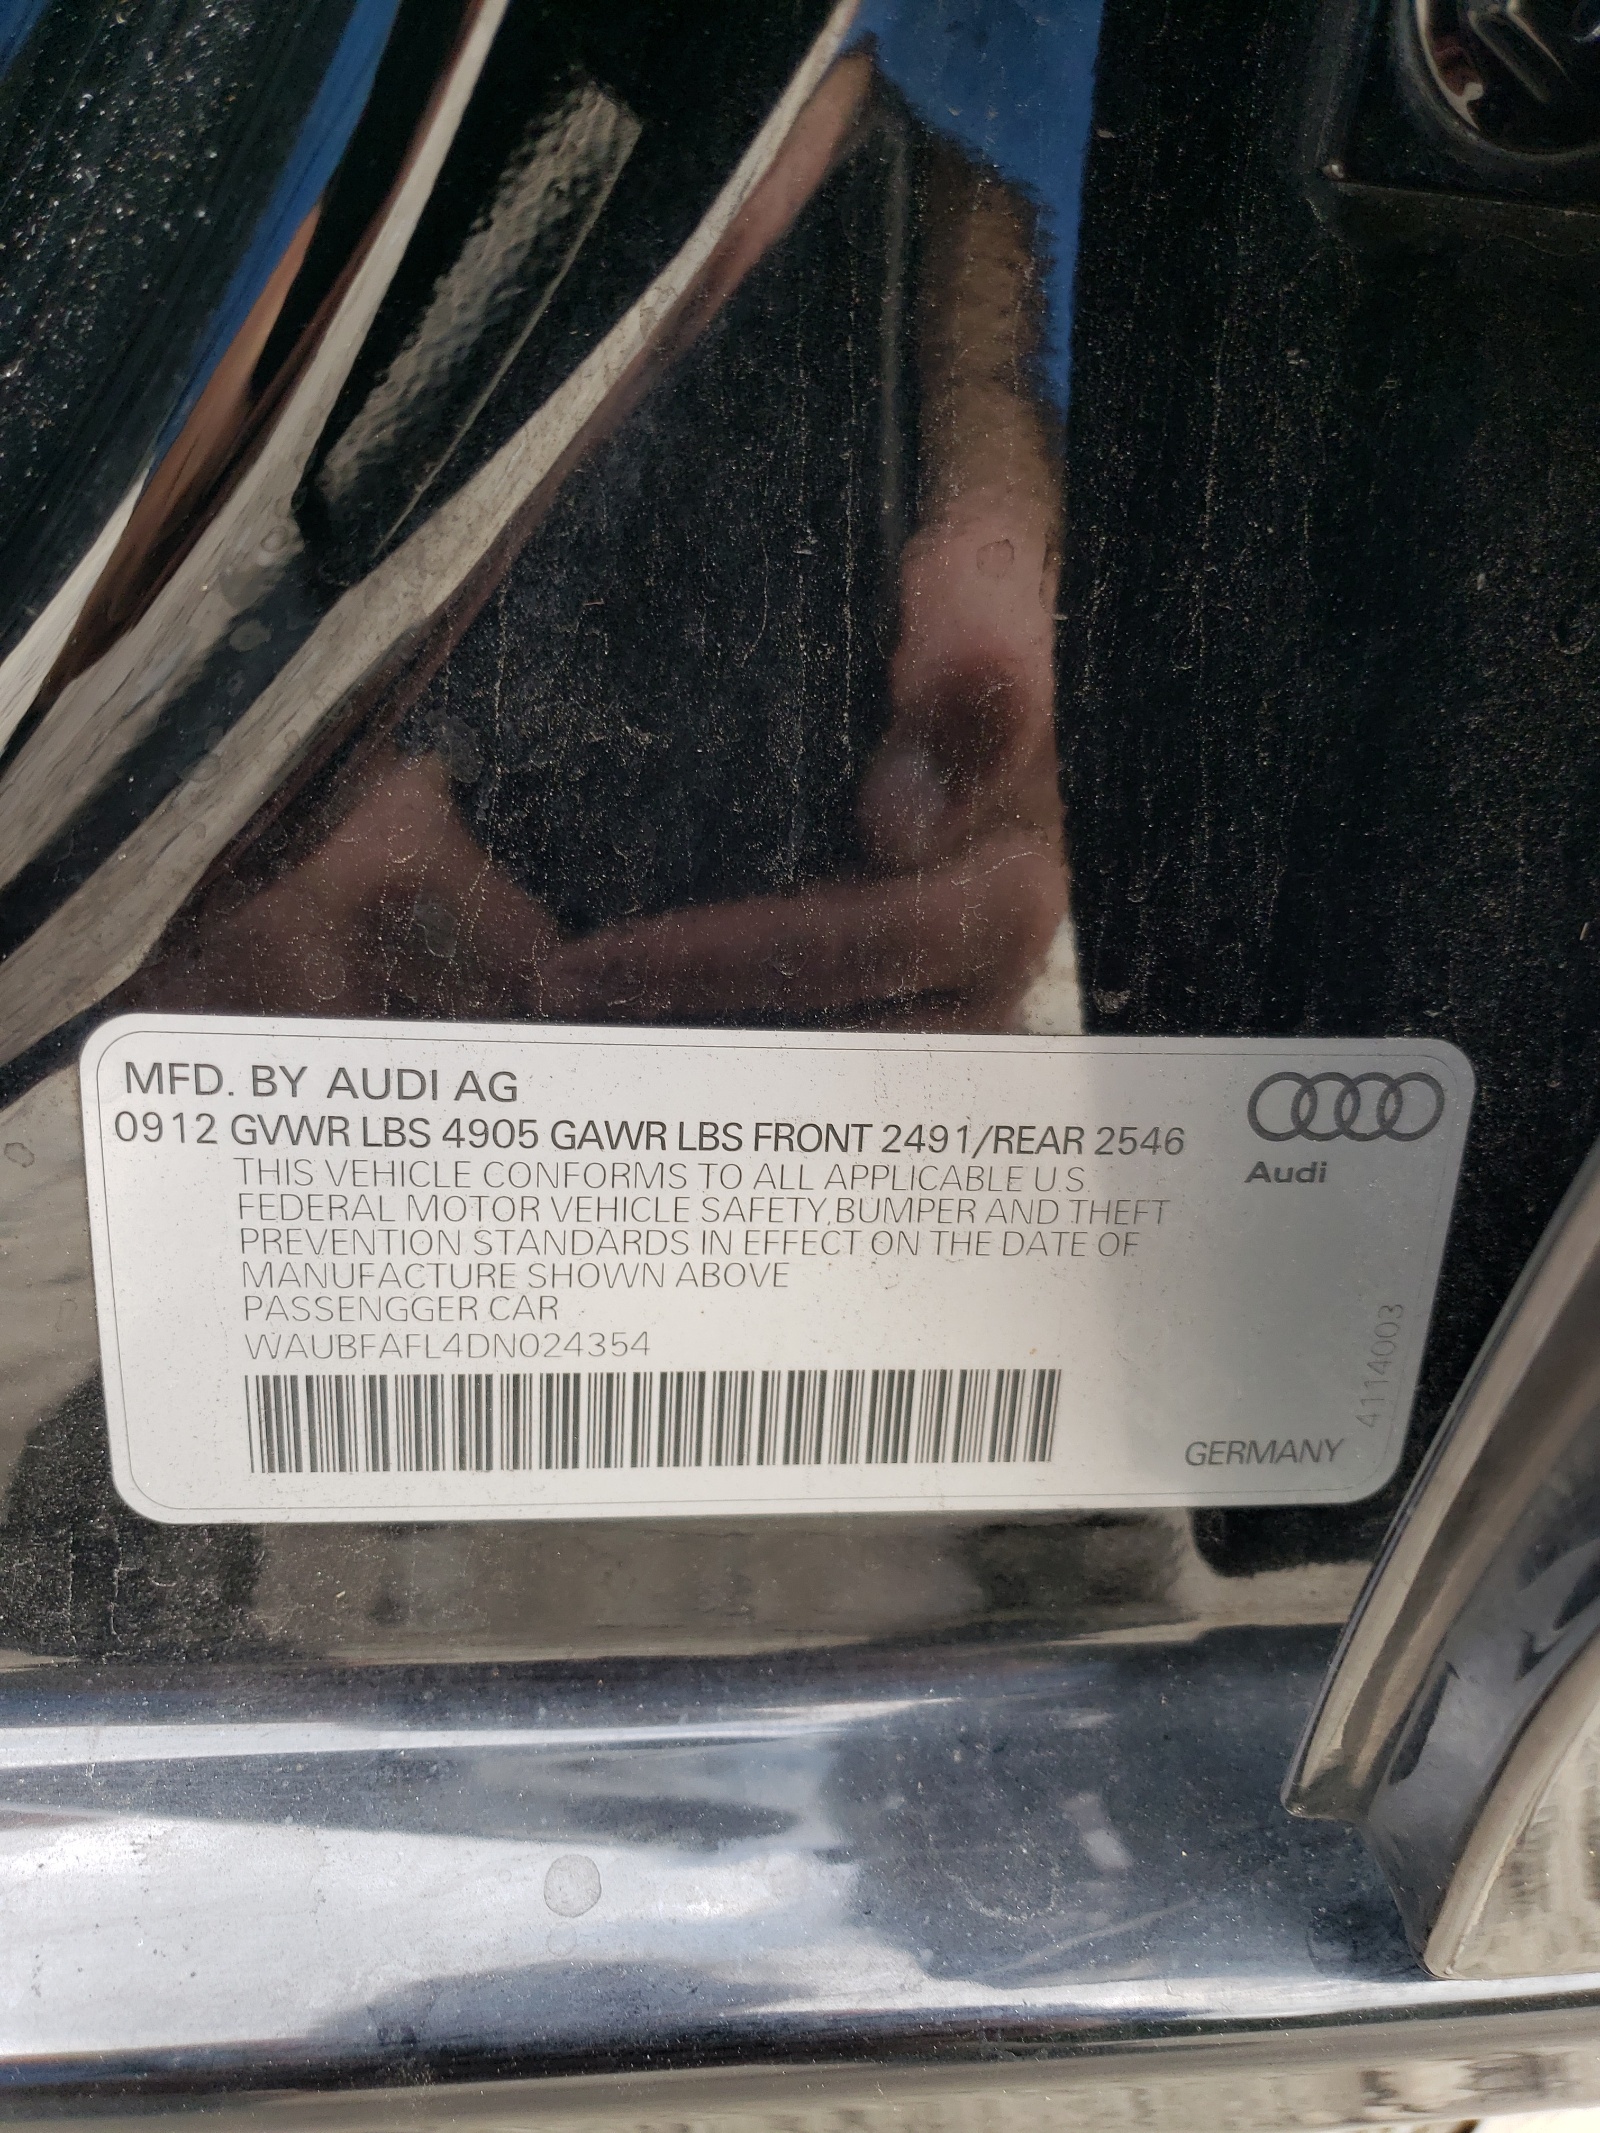 MFD. BY AUDI AG
0912 GVWR LBS 4905 GAWR LBS FRONT 2491/REAR 2546
THIS VEHICLE CONFORMS TO ALL APPLICABLE U.S.
FEDERAL MOTOR VEHICLE SAFETY,BUMPER AND THEFT
PREVENTION STANDARDS IN EFFECT ON THE DATE OF
MANUFACTURE SHOWN ABOVE
PASSENGGER CAR
WAUBFAFL4DN024354
Audi
GERMANY
41114003